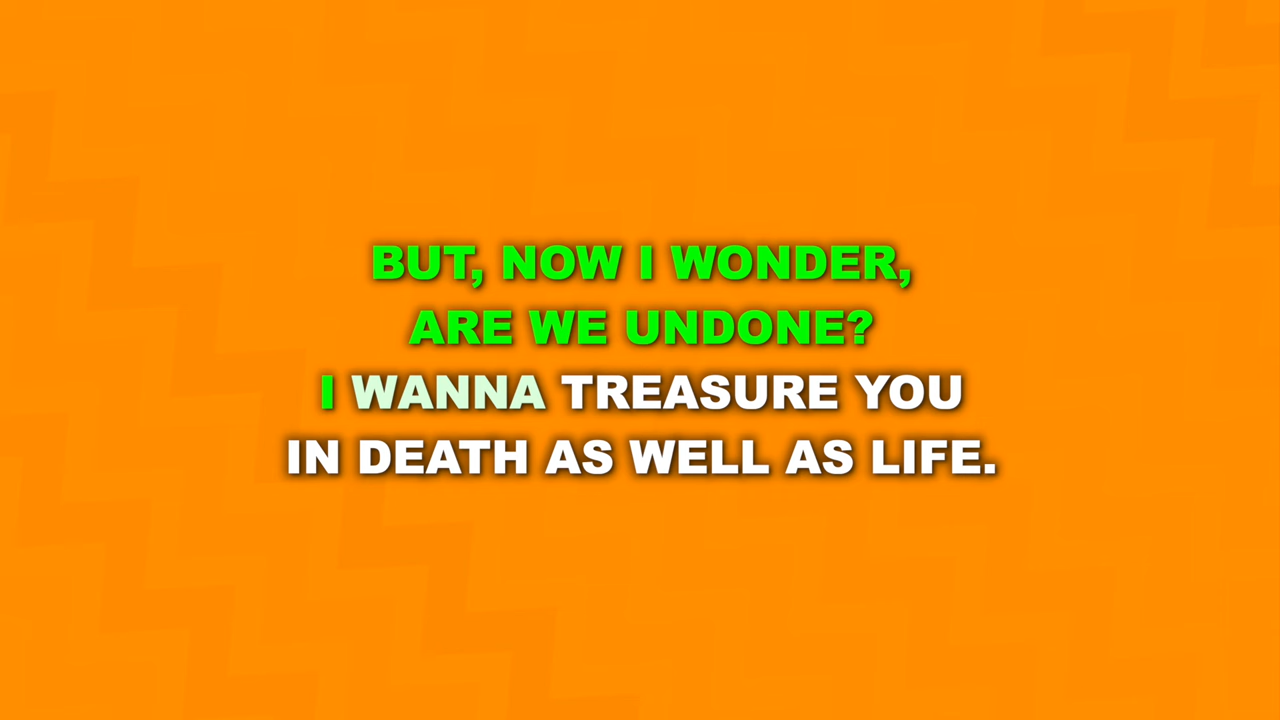 BUT, NOW I WONDER,
ARE WE UNDONE?
I WANNA TREASURE YOU
IN DEATH AS WELL AS LIFE.